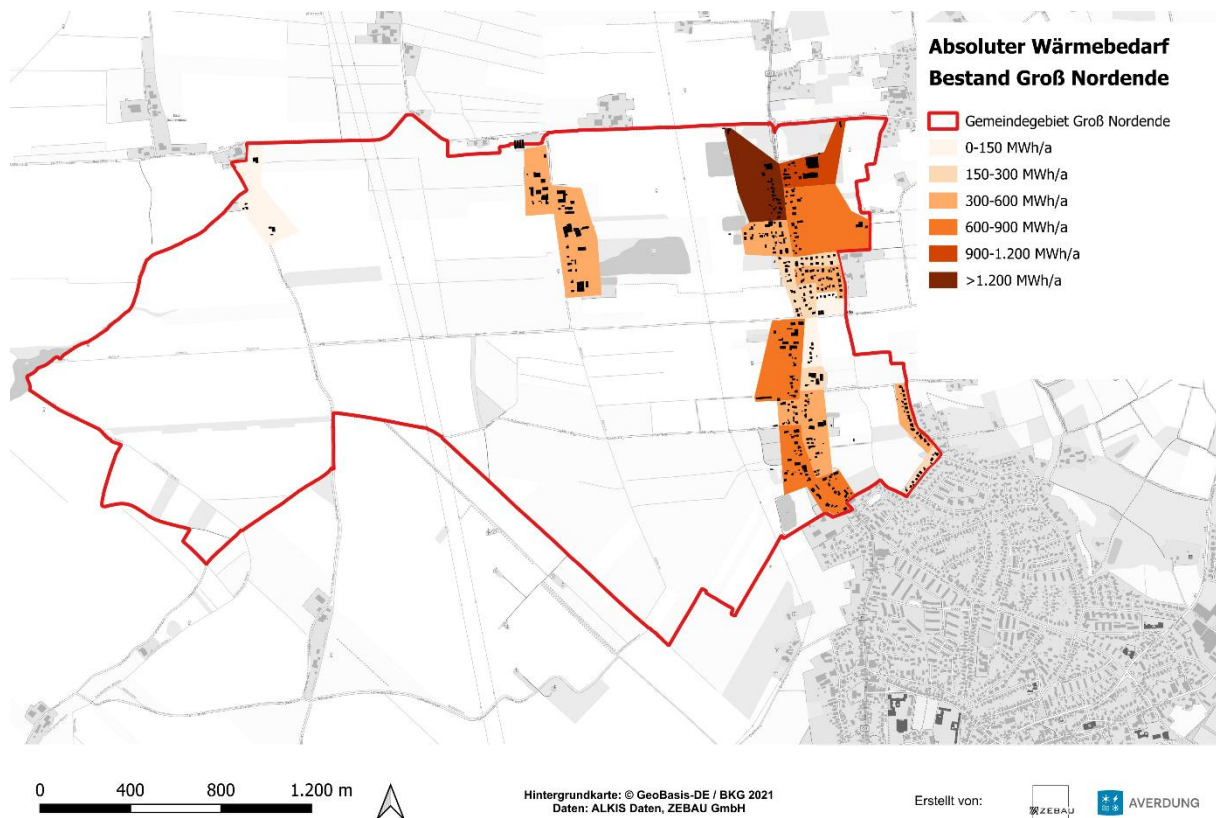 Absoluter Wärmebedarf
Bestand Groß Nordende
Gemeindegebiet Groß Nordende
0-150 MWh/a
150-300 MWh/a
300-600 MWh/a
600-900 MWh/a
900-1.200 MWh/a
>1.200 MWh/a
0 400 800 1.200 m
Hintergrundkarte: © GeoBasis-DE / BKG 2021
Daten: ALKIS Daten, ZEBAU GmbH
Erstellt von:
ZEBAU
AVERDUNG